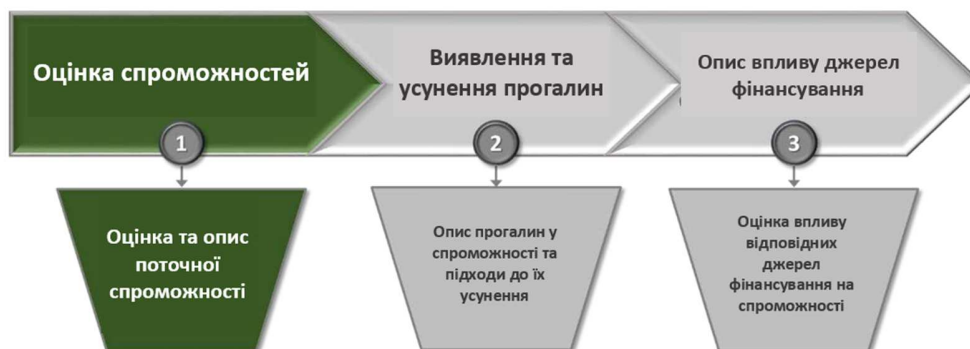 Оцінка спроможностей
Виявлення та
усунення прогалин
Опис впливу джерел
фінансування
1
2
3
Оцінка та опис
поточної
спроможності
Опис прогалин у
спроможності та
підходи до їх
усунення
Оцінка впливу
відповідних
джерел
фінансування на
спроможності